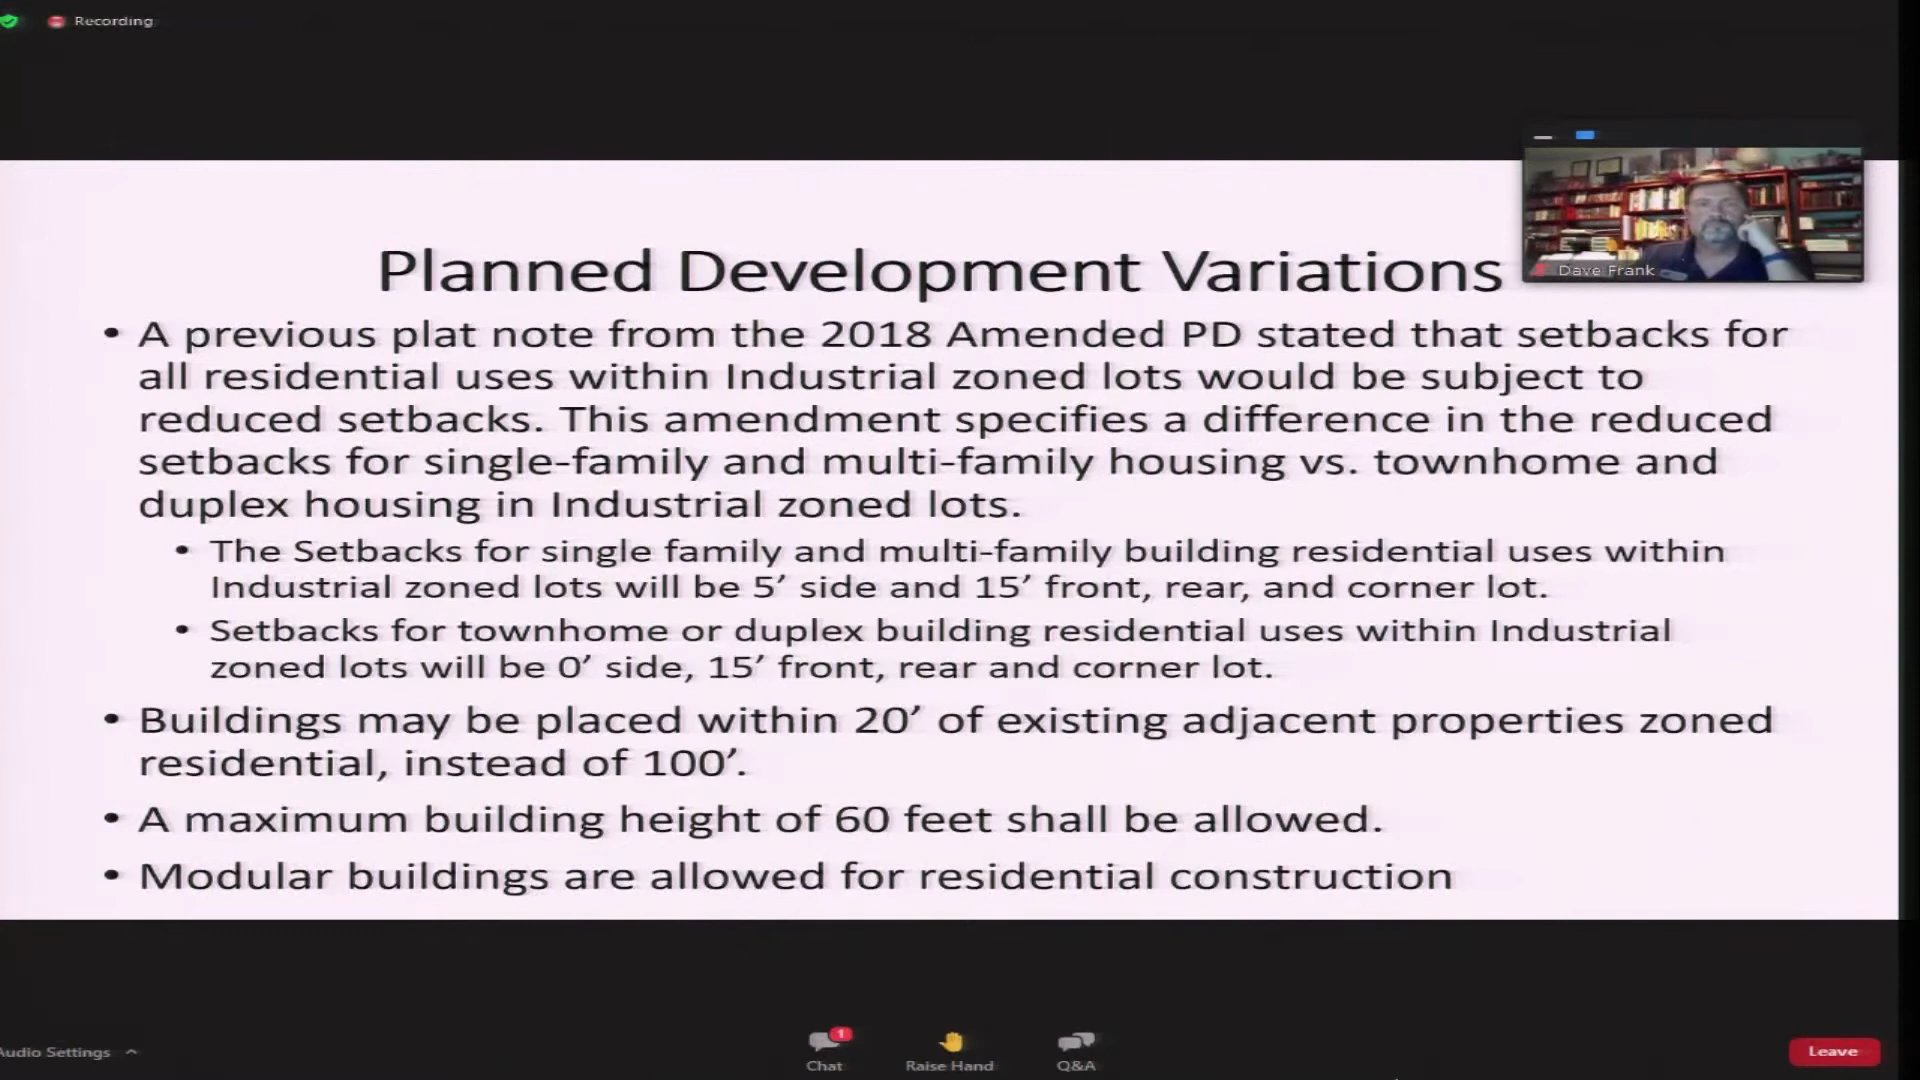 Recording
Planned Development Variations
Dave Frank
• A previous plat note from the 2018 Amended PD stated that setbacks for
all residential uses within Industrial zoned lots would be subject to
reduced setbacks. This amendment specifies a difference in the reduced
setbacks for single-family and multi-family housing vs. townhome and
duplex housing in Industrial zoned lots.
• The Setbacks for single family and multi-family building residential uses within
Industrial zoned lots will be 5’ side and 15’ front, rear, and corner lot.
• Setbacks for townhome or duplex building residential uses within Industrial
zoned lots will be 0’ side, 15’ front, rear and corner lot.
• Buildings may be placed within 20’ of existing adjacent properties zoned
residential, instead of 100’.
• A maximum building height of 60 feet shall be allowed.
• Modular buildings are allowed for residential construction
Audio Settings
1
Chat
Raise Hand
Q&A
Leave